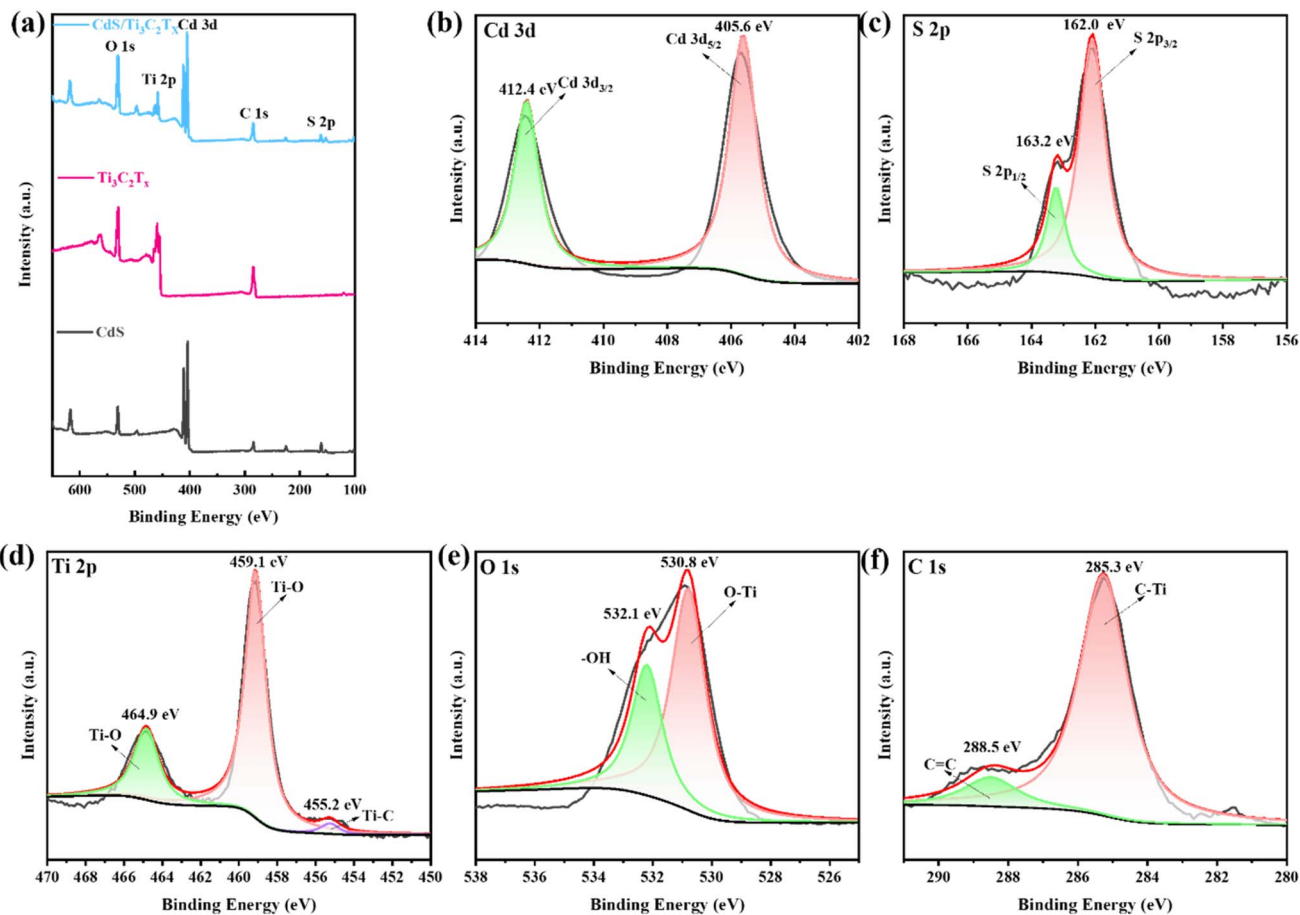 (a)
CdS/Ti₃C₂Tₓ Cd 3d
O 1s
Ti 2p
C 1s
S 2p
Ti₃C₂Tₓ
CdS
Intensity (a.u.)
600 500 400 300 200 100
Binding Energy (eV)
(b)
Cd 3d
405.6 eV
Cd 3d₅/₂
412.4 eV
Cd 3d₃/₂
Intensity (a.u.)
414 412 410 408 406 404 402
Binding Energy (eV)
(c)
S 2p
162.0 eV
S 2p₃/₂
163.2 eV
S 2p₁/₂
Intensity (a.u.)
168 166 164 162 160 158 156
Binding Energy (eV)
(d)
Ti 2p
459.1 eV
Ti-O
464.9 eV
Ti-O
455.2 eV
Ti-C
Intensity (a.u.)
470 468 466 464 462 460 458 456 454 452 450
Binding Energy (eV)
(e)
O 1s
530.8 eV
O-Ti
532.1 eV
-OH
Intensity (a.u.)
538 536 534 532 530 528 526
Binding Energy (eV)
(f)
C 1s
285.3 eV
C-Ti
288.5 eV
C=C
Intensity (a.u.)
290 288 286 284 282 280
Binding Energy (eV)